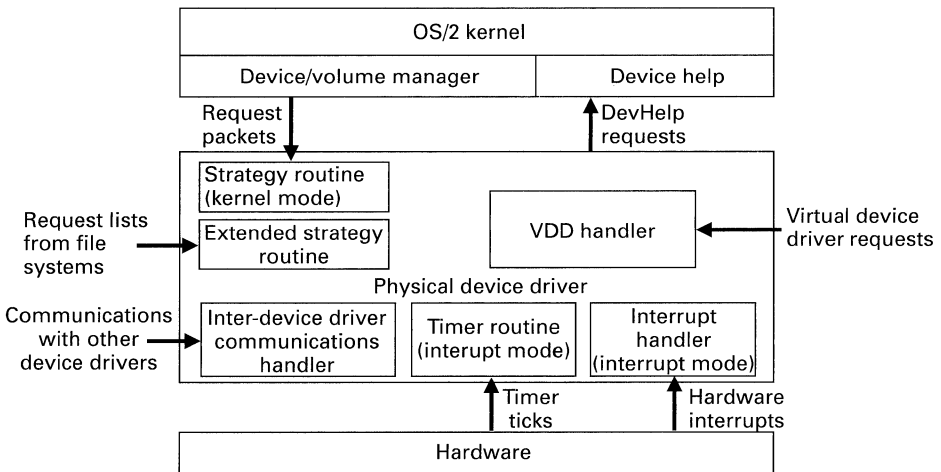 OS/2 kernel
Device/volume manager
Device help
Request
packets
DevHelp
requests
Strategy routine
(kernel mode)
Request lists
from file
systems
Extended strategy
routine
VDD handler
Virtual device
driver requests
Physical device driver
Communications
with other
device drivers
Inter-device driver
communications
handler
Timer routine
(interupt mode)
Interrupt
handler
(interrupt mode)
Timer
ticks
Hardware
interrupts
Hardware